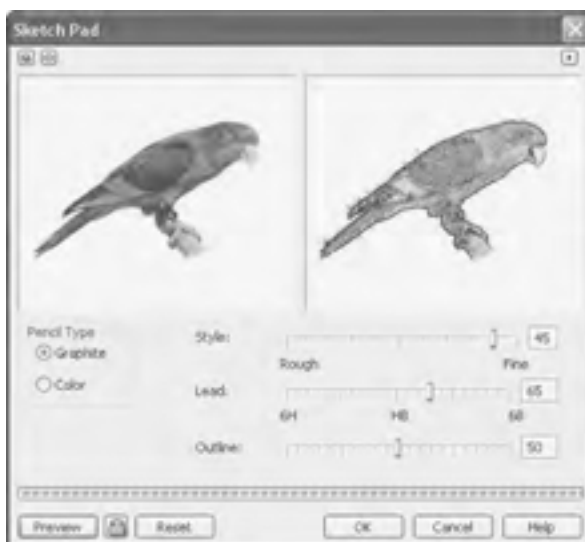 Sketch Pad
Pencil Type
Graphite
Color
Style: 45
Rough Fine
Lead: 65
6H HB 6B
Outline: 50
Preview Reset OK Cancel Help